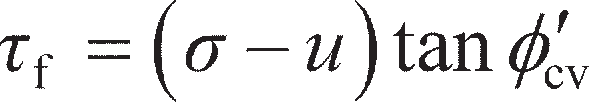 τ_f = (σ − u) tan ϕ′_cv